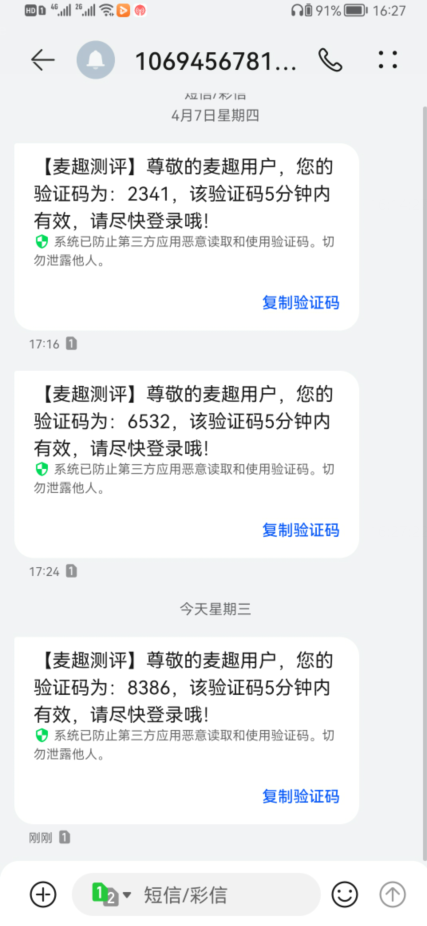 HD 1 4G 2G 91% 16:27
1069456781...
短信/彩信
4月7日星期四
【麦趣测评】尊敬的麦趣用户，您的
验证码为：2341，该验证码5分钟内
有效，请尽快登录哦！
系统已防止第三方应用恶意读取和使用验证码。切
勿泄露他人。
复制验证码
17:16 1
【麦趣测评】尊敬的麦趣用户，您的
验证码为：6532，该验证码5分钟内
有效，请尽快登录哦！
系统已防止第三方应用恶意读取和使用验证码。切
勿泄露他人。
复制验证码
17:24 1
今天星期三
【麦趣测评】尊敬的麦趣用户，您的
验证码为：8386，该验证码5分钟内
有效，请尽快登录哦！
系统已防止第三方应用恶意读取和使用验证码。切
勿泄露他人。
复制验证码
刚刚 1
1 2 短信/彩信